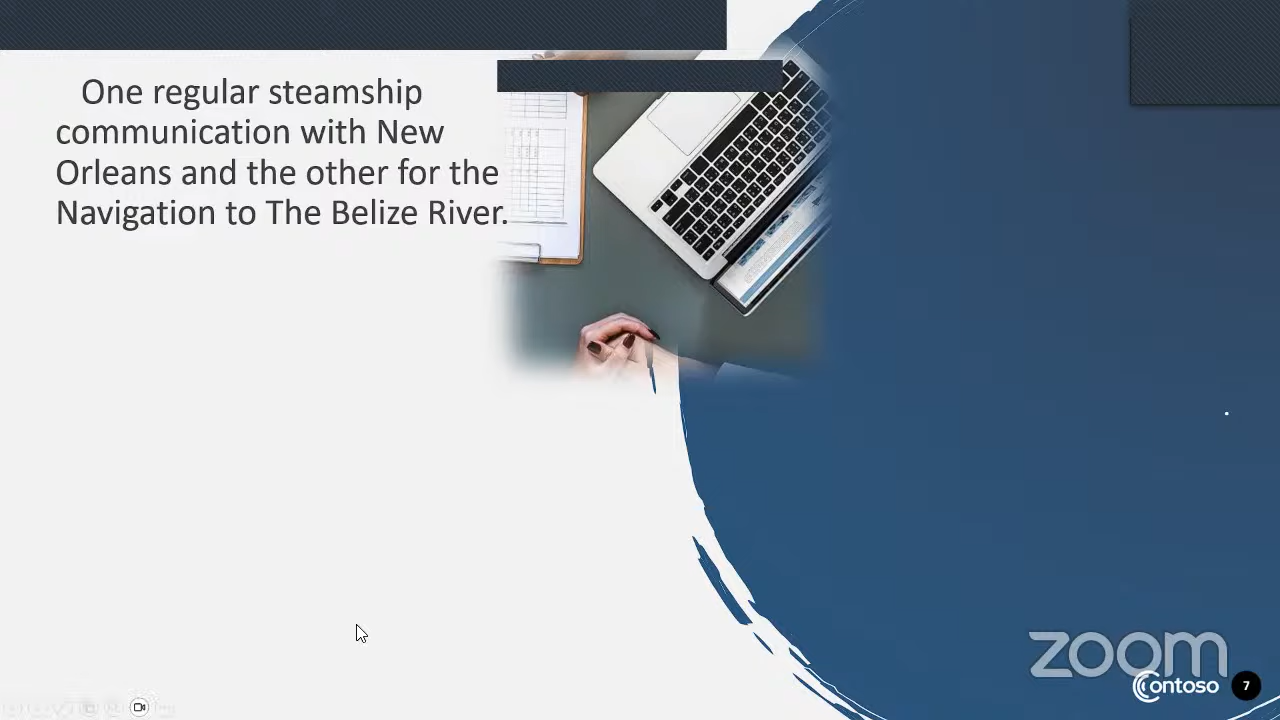 One regular steamship
communication with New
Orleans and the other for the
Navigation to The Belize River.
zoom
Contoso
7